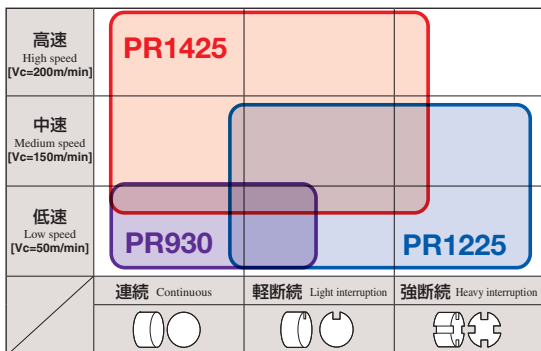 高速
High speed
[Vc=200m/min]
PR1425
中速
Medium speed
[Vc=150m/min]
低速
Low speed
[Vc=50m/min]
PR930
PR1225
連続 Continuous
軽断続 Light interruption
強断続 Heavy interruption